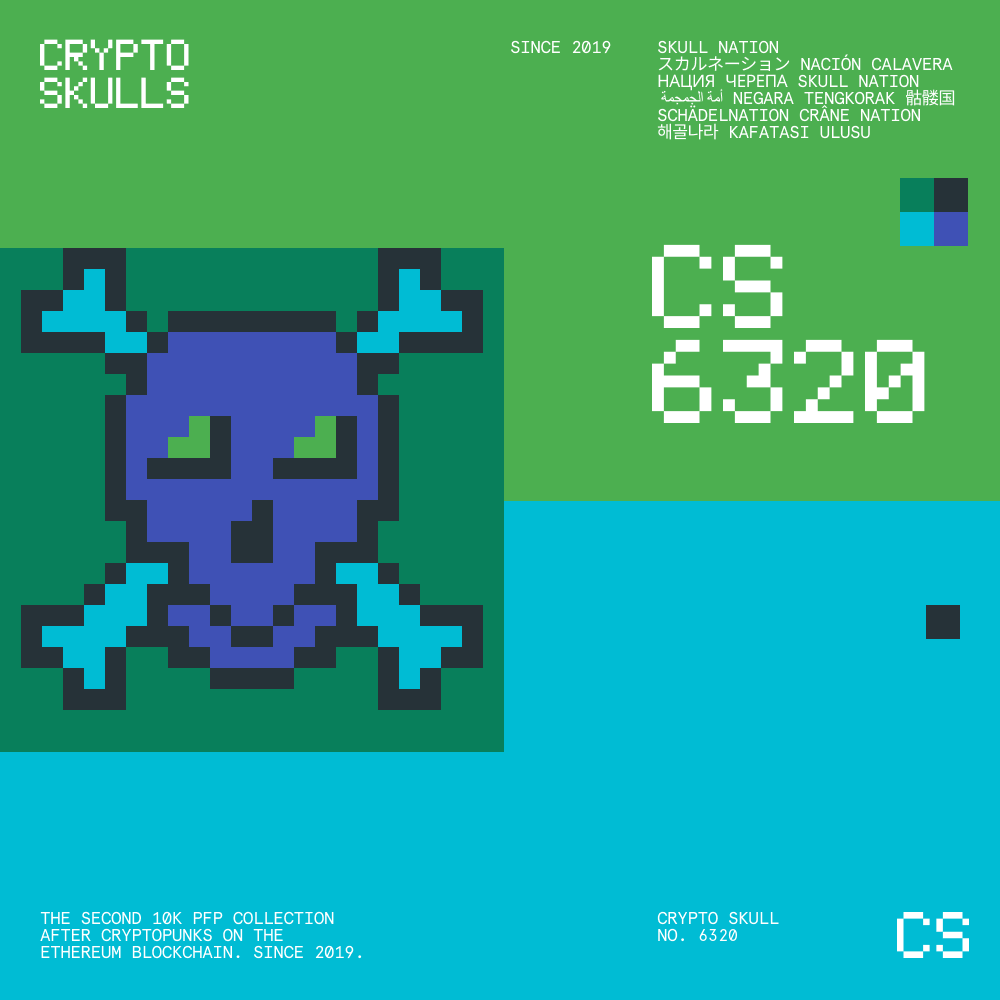 CRYPTO
SKULLS
SINCE 2019
SKULL NATION
スカルネーション NACIÓN CALAVERA
НАЦИЯ ЧЕРЕПА SKULL NATION
أمة الجمجمة NEGARA TENGKORAK 骷髅国
SCHÄDELNATION CRÂNE NATION
해골나라 KAFATASI ULUSU
CS
6320
THE SECOND 10K PFP COLLECTION
AFTER CRYPTOPUNKS ON THE
ETHEREUM BLOCKCHAIN. SINCE 2019.
CRYPTO SKULL
NO. 6320
CS